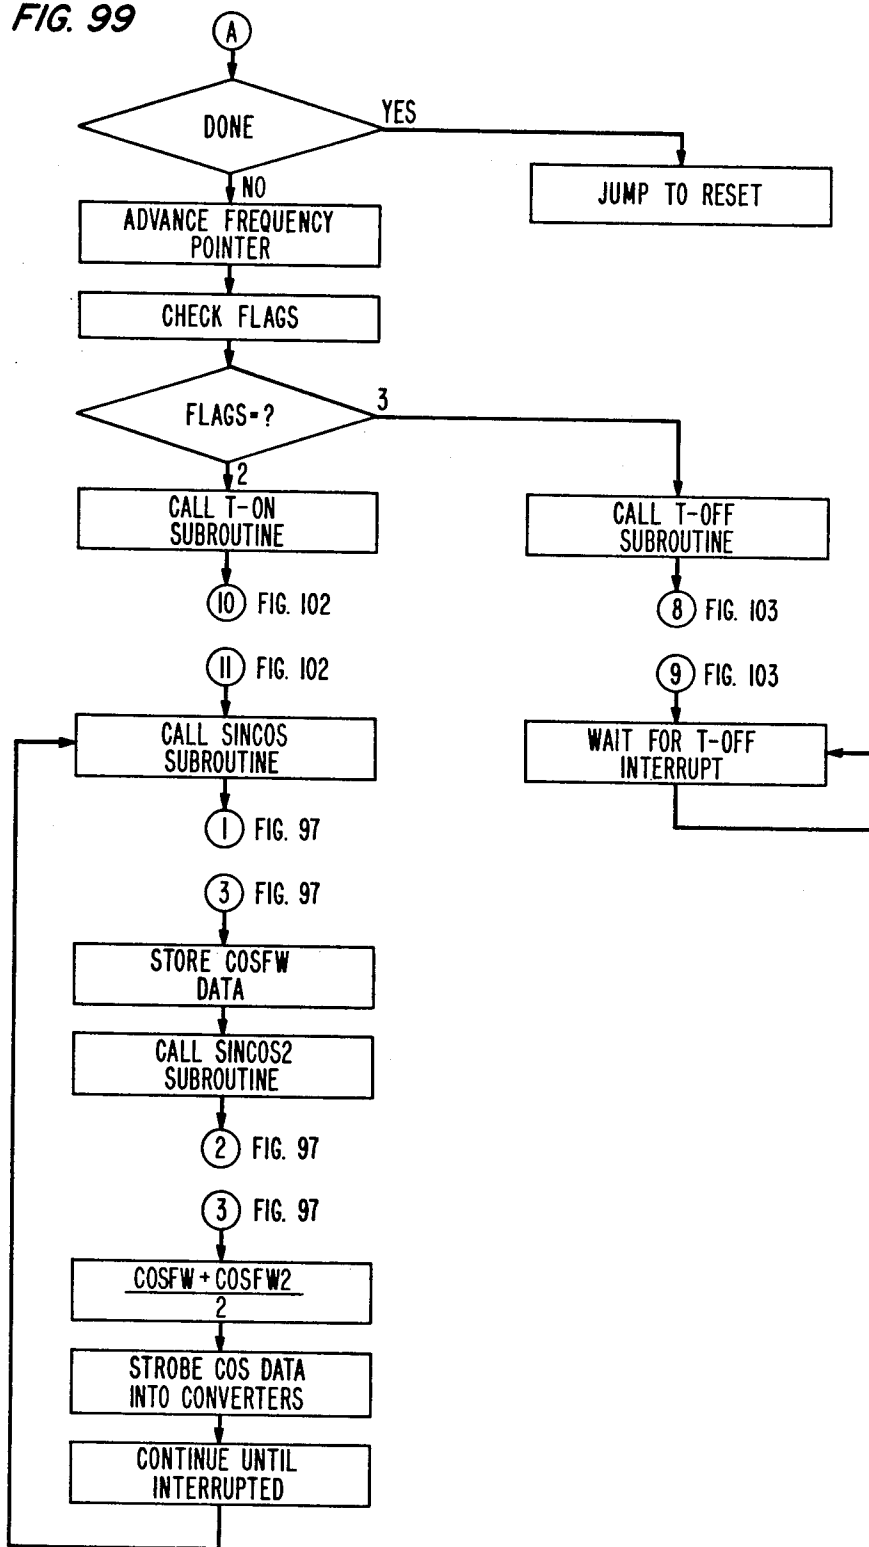 FIG. 99
A
DONE
YES
NO
JUMP TO RESET
ADVANCE FREQUENCY
POINTER
CHECK FLAGS
FLAGS=?
3
2
CALL T-ON
SUBROUTINE
CALL T-OFF
SUBROUTINE
10 FIG. 102
8 FIG. 103
11 FIG. 102
9 FIG. 103
CALL SINCOS
SUBROUTINE
WAIT FOR T-OFF
INTERRUPT
1 FIG. 97
3 FIG. 97
STORE COSFW
DATA
CALL SINCOS2
SUBROUTINE
2 FIG. 97
3 FIG. 97
COSFW + COSFW2
2
STROBE COS DATA
INTO CONVERTERS
CONTINUE UNTIL
INTERRUPTED